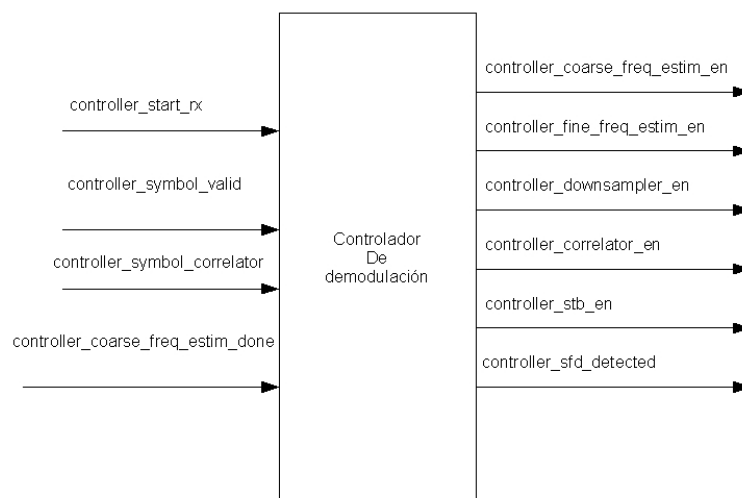 controller_start_rx
controller_symbol_valid
controller_symbol_correlator
controller_coarse_freq_estim_done
Controlador
De
demodulación
controller_coarse_freq_estim_en
controller_fine_freq_estim_en
controller_downsampler_en
controller_correlator_en
controller_stb_en
controller_sfd_detected